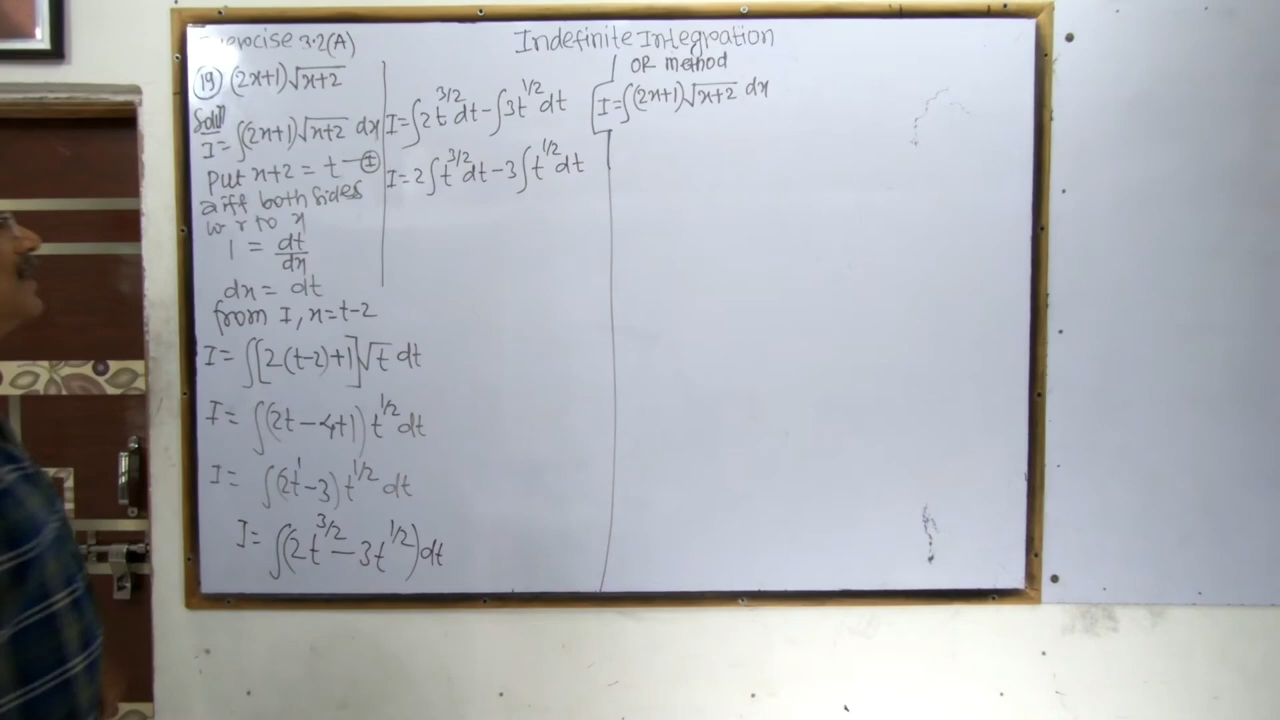 Exercise 3.2(A)
Indefinite Integration
(19) (2x+1)√x+2
Solⁿ
I = ∫(2x+1)√x+2 dx
Put x+2 = t — (I)
diff both sides
w r to x
1 = dt/dx
dx = dt
from I, x=t-2
I = ∫[2(t-2)+1]√t dt
I = ∫(2t-4+1) t^1/2 dt
I = ∫(2t^1-3) t^1/2 dt
I = ∫(2t^3/2 - 3t^1/2)dt
I = ∫2t^3/2 dt - ∫3t^1/2 dt
I = 2∫t^3/2 dt - 3∫t^1/2 dt
OR method
I = ∫(2x+1)√x+2 dx